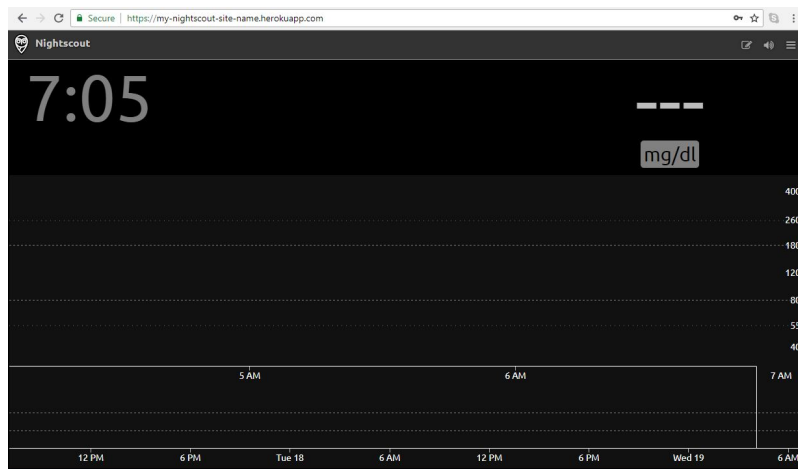 Secure | https://my-nightscout-site-name.herokuapp.com
Nightscout
7:05
---
mg/dl
400
260
180
120
80
55
40
5 AM 6 AM 7 AM
12 PM 6 PM Tue 18 6 AM 12 PM 6 PM Wed 19 6 AM